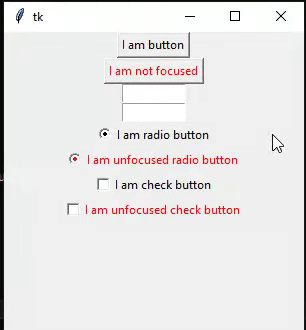 tk
I am button
I am not focused
I am radio button
I am unfocused radio button
I am check button
I am unfocused check button